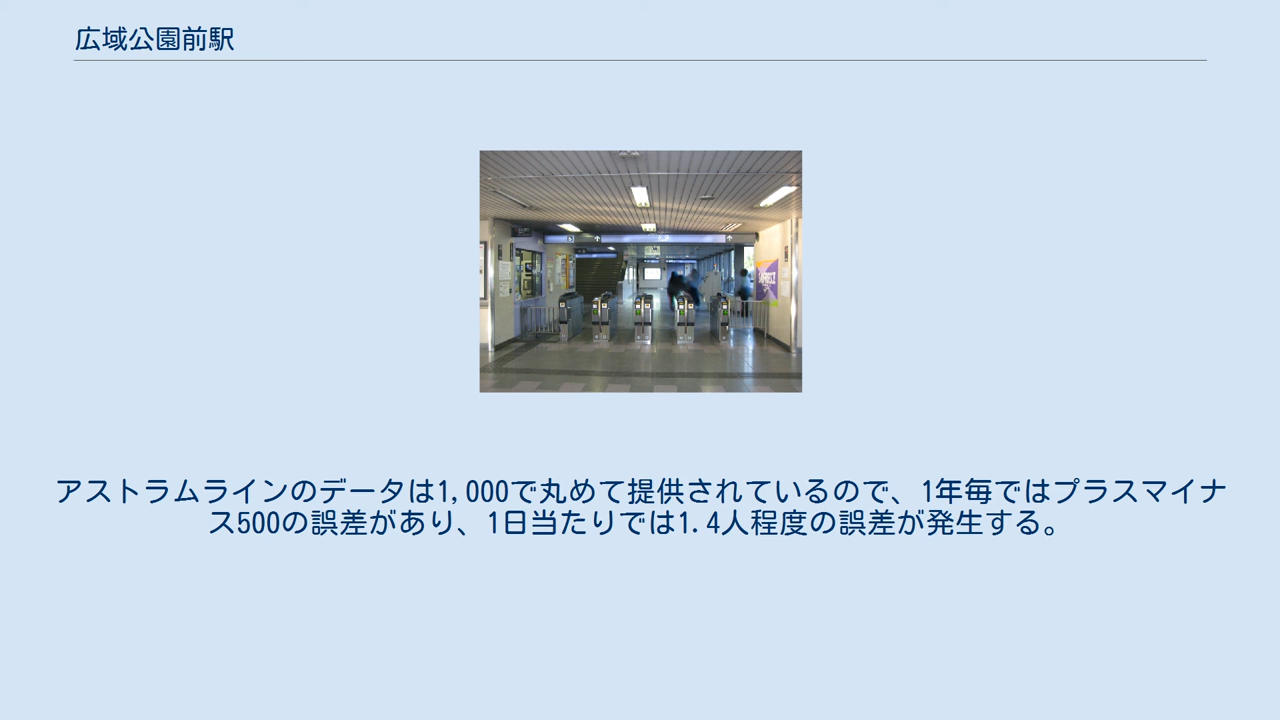 広域公園前駅
アストラムラインのデータは1,000で丸めて提供されているので、1年毎ではプラスマイナ
ス500の誤差があり、1日当たりでは1.4人程度の誤差が発生する。